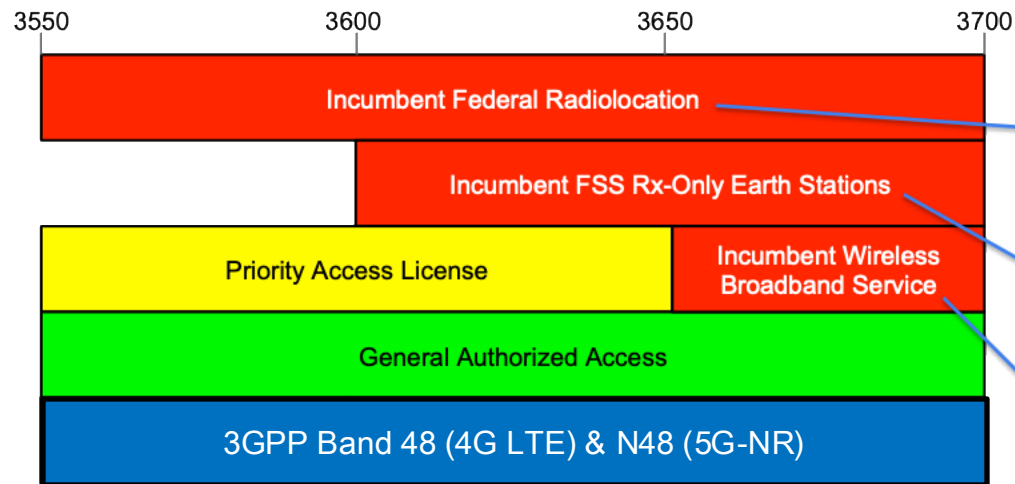 3550 3600 3650 3700
Incumbent Federal Radiolocation
Incumbent FSS Rx-Only Earth Stations
Priority Access License
Incumbent Wireless
Broadband Service
General Authorized Access
3GPP Band 48 (4G LTE) & N48 (5G-NR)